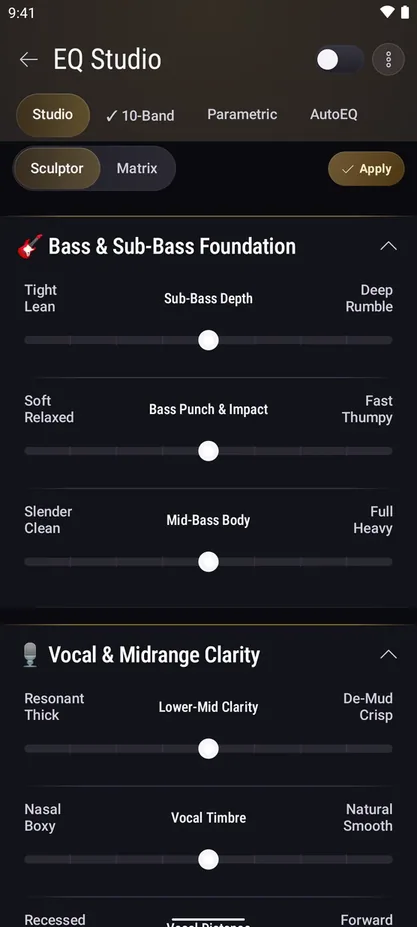 9:41
EQ Studio
Studio
✓ 10-Band
Parametric
AutoEQ
Sculptor
Matrix
✓ Apply
🎸 Bass & Sub-Bass Foundation
Tight
Lean
Sub-Bass Depth
Deep
Rumble
Soft
Relaxed
Bass Punch & Impact
Fast
Thumpy
Slender
Clean
Mid-Bass Body
Full
Heavy
🎙 Vocal & Midrange Clarity
Resonant
Thick
Lower-Mid Clarity
De-Mud
Crisp
Nasal
Boxy
Vocal Timbre
Natural
Smooth
Recessed
Vocal Distance
Forward